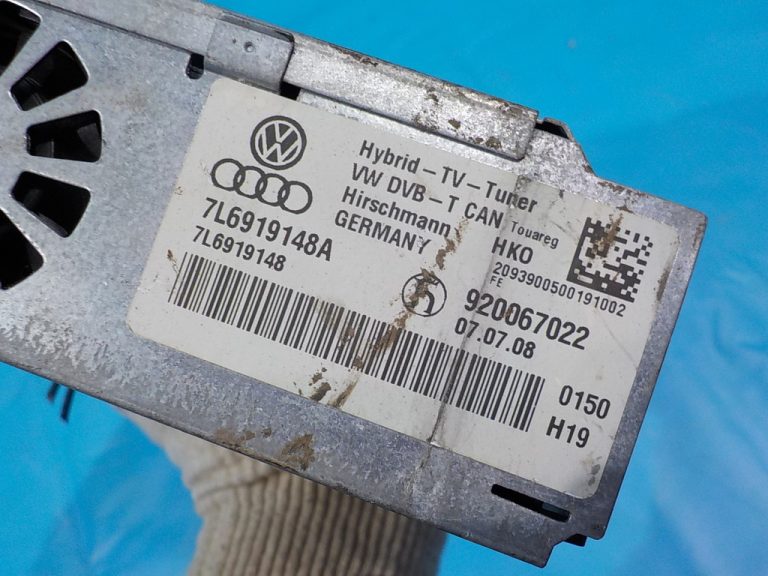 Hybrid-TV-Tuner
VW DVB-T CAN Touareg
Hirschmann HKO
GERMANY 2093900500191002
FE
7L6919148A
7L6919148
920067022
07.07.08
0150
H19